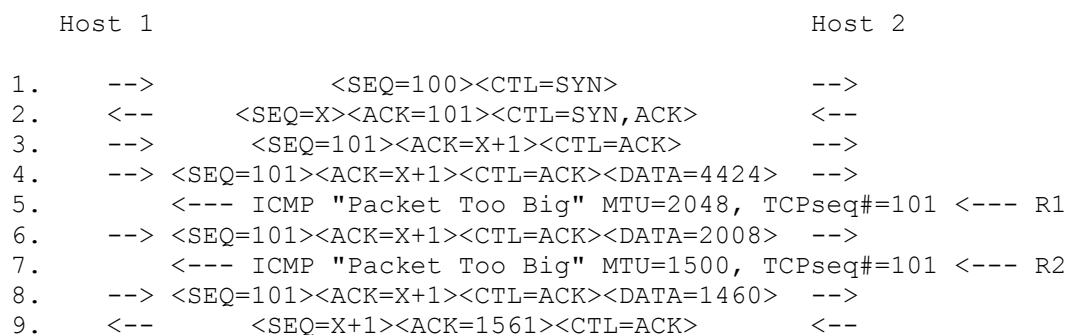 Host 1 Host 2
1. --> <SEQ=100><CTL=SYN> -->
2. <-- <SEQ=X><ACK=101><CTL=SYN,ACK> <--
3. --> <SEQ=101><ACK=X+1><CTL=ACK> -->
4. --> <SEQ=101><ACK=X+1><CTL=ACK><DATA=4424> -->
5. <--- ICMP "Packet Too Big" MTU=2048, TCPseq#=101 <--- R1
6. --> <SEQ=101><ACK=X+1><CTL=ACK><DATA=2008> -->
7. <--- ICMP "Packet Too Big" MTU=1500, TCPseq#=101 <--- R2
8. --> <SEQ=101><ACK=X+1><CTL=ACK><DATA=1460> -->
9. <-- <SEQ=X+1><ACK=1561><CTL=ACK> <--